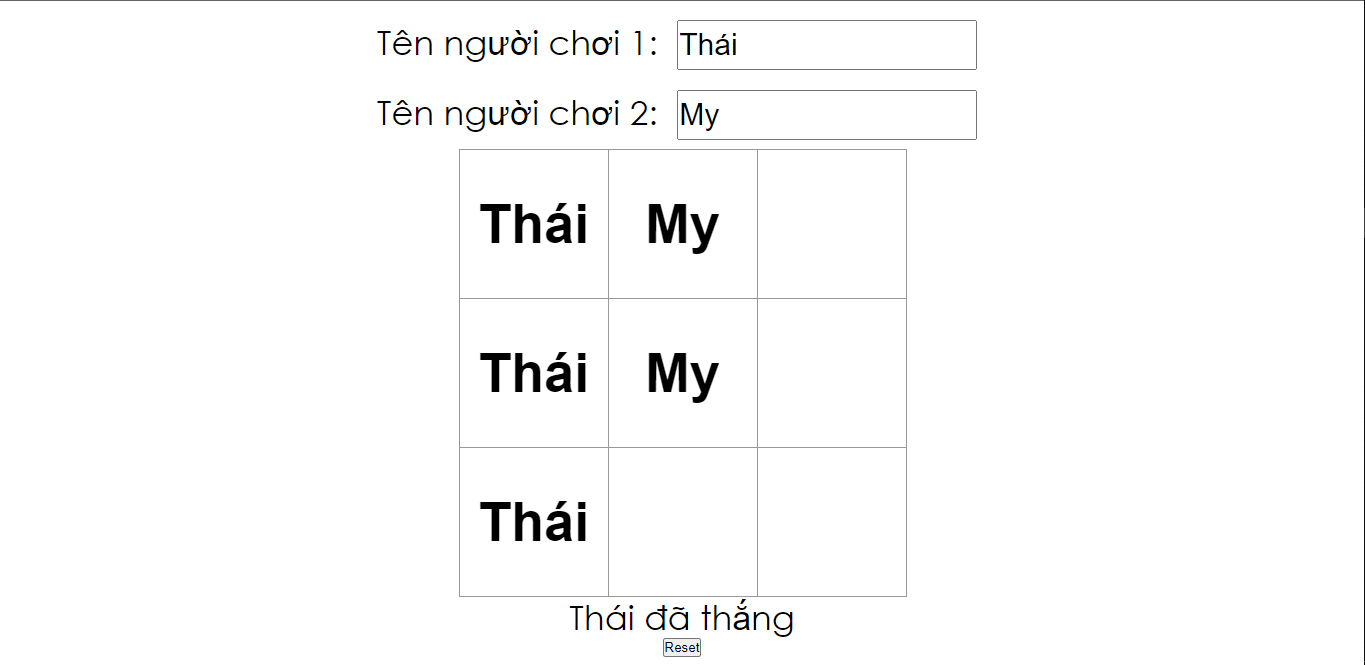 Tên người chơi 1: Thái
Tên người chơi 2: My
Thái My
Thái My
Thái
Thái đã thắng
Reset